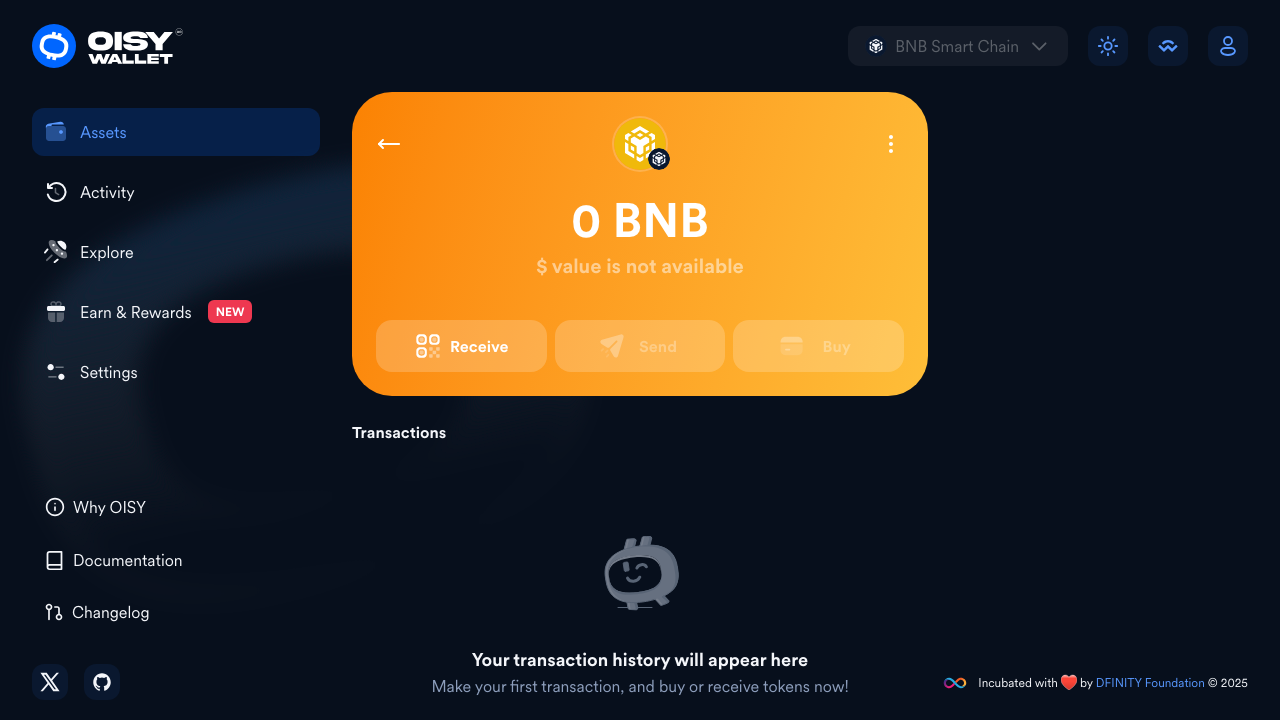 OISY
WALLET
BNB Smart Chain
Assets
Activity
Explore
Earn & Rewards NEW
Settings
Why OISY
Documentation
Changelog
0 BNB
$ value is not available
Receive
Send
Buy
Transactions
Your transaction history will appear here
Make your first transaction, and buy or receive tokens now!
Incubated with ❤️ by DFINITY Foundation © 2025